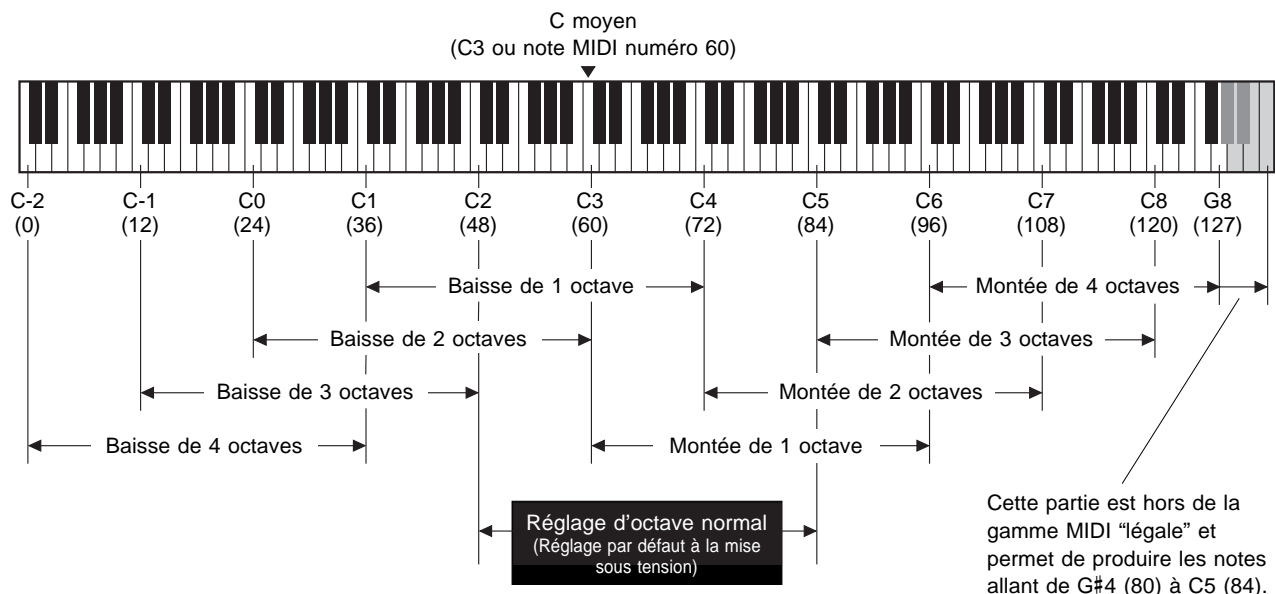 C moyen
(C3 ou note MIDI numéro 60)
C-2 C-1 C0 C1 C2 C3 C4 C5 C6 C7 C8 G8
(0) (12) (24) (36) (48) (60) (72) (84) (96) (108) (120) (127)
Baisse de 1 octave Montée de 4 octaves
Baisse de 2 octaves Montée de 3 octaves
Baisse de 3 octaves Montée de 2 octaves
Baisse de 4 octaves Montée de 1 octave
Réglage d'octave normal
(Réglage par défaut à la mise
sous tension)
Cette partie est hors de la
gamme MIDI “légale” et
permet de produire les notes
allant de G#4 (80) à C5 (84).